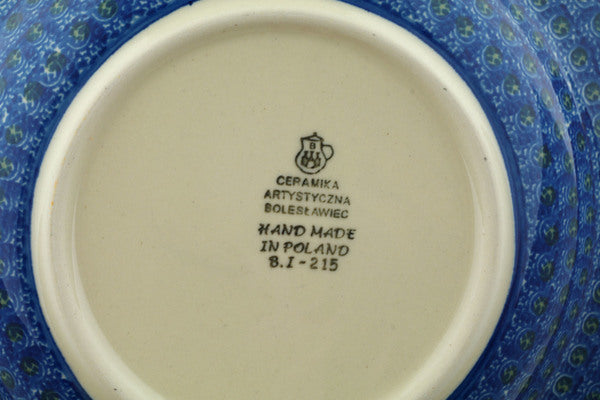 B
CERAMIKA
ARTYSTYCZNA
BOLESŁAWIEC
HAND MADE
IN POLAND
B.I-215